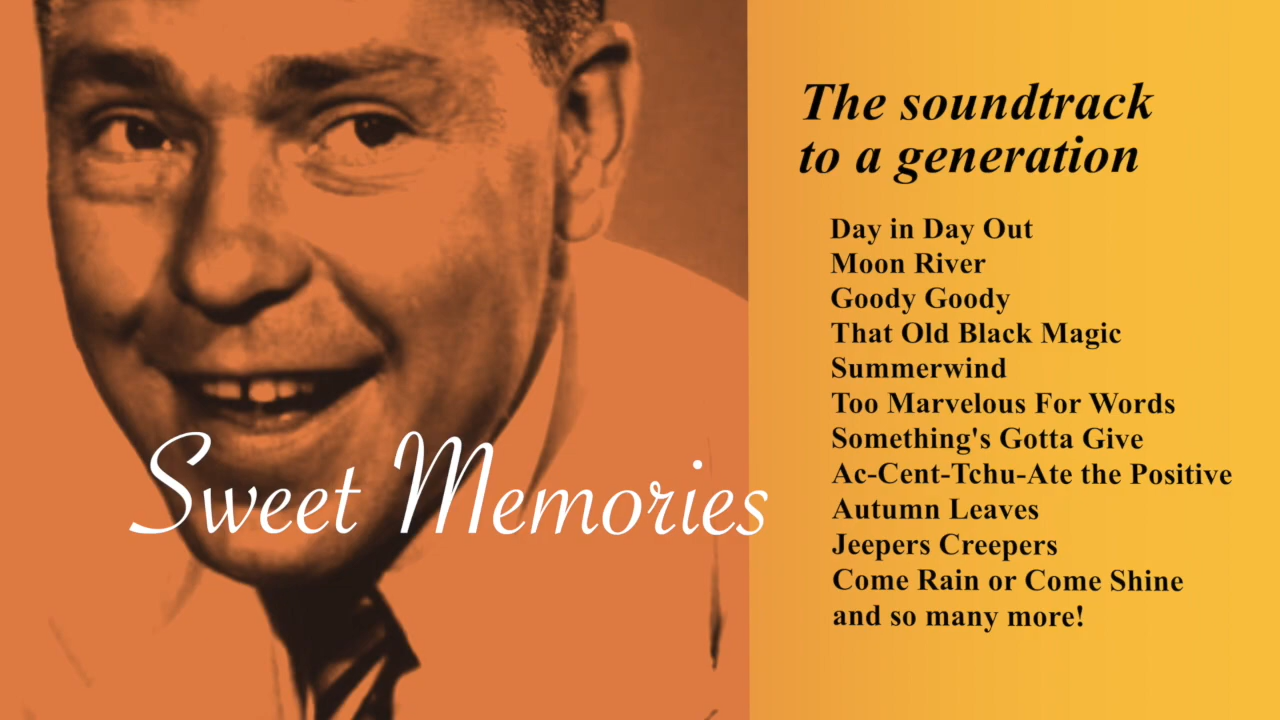 Sweet Memories
The soundtrack
to a generation
Day in Day Out
Moon River
Goody Goody
That Old Black Magic
Summerwind
Too Marvelous For Words
Something's Gotta Give
Ac-Cent-Tchu-Ate the Positive
Autumn Leaves
Jeepers Creepers
Come Rain or Come Shine
and so many more!